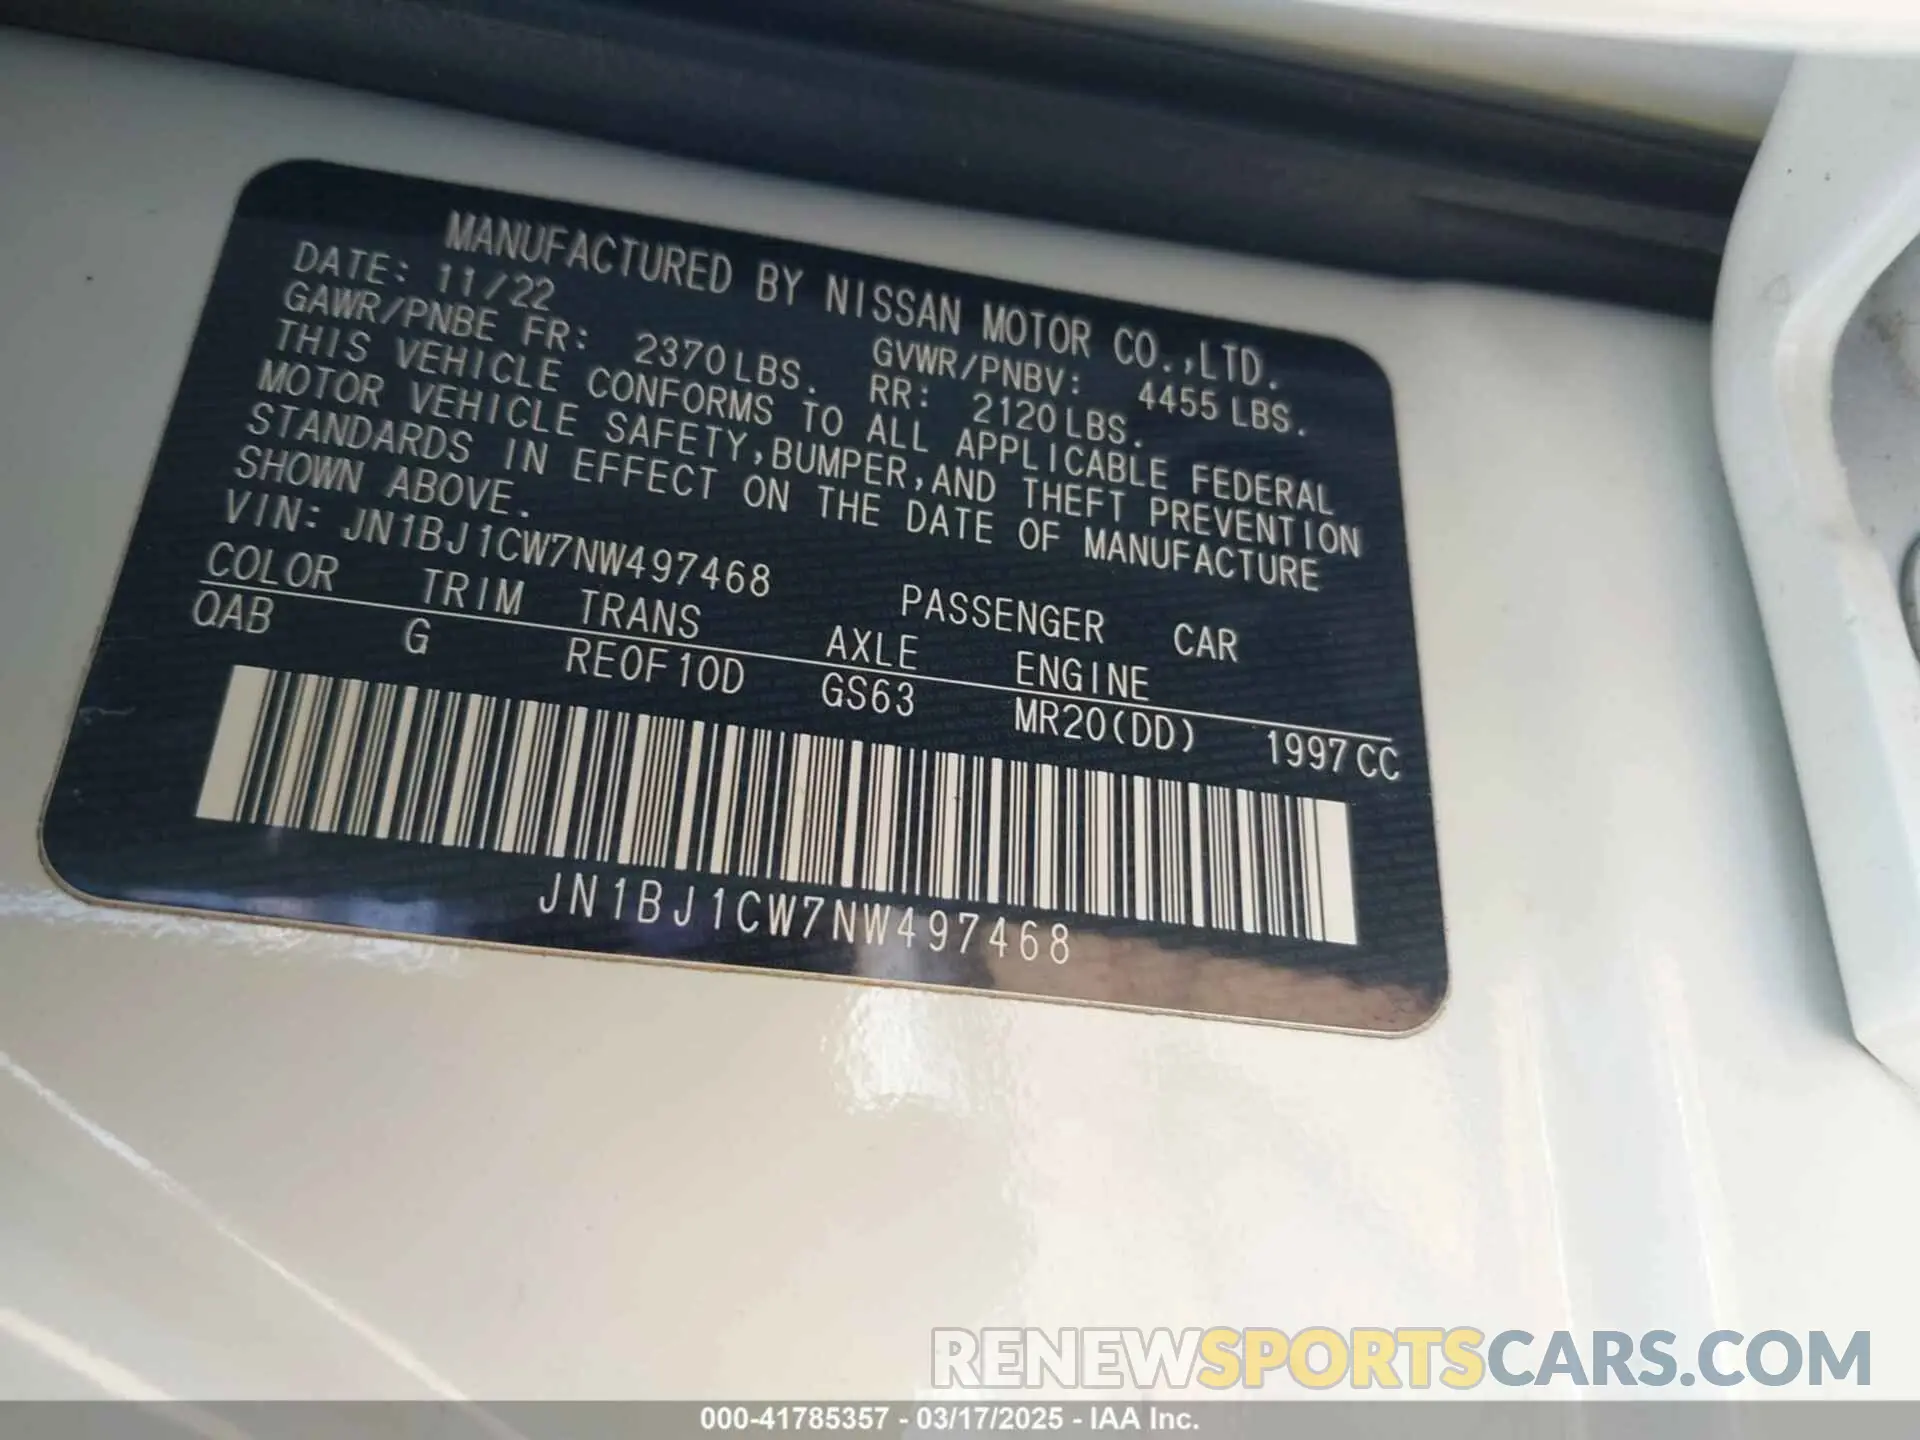 MANUFACTURED BY NISSAN MOTOR CO.,LTD.
DATE: 11/22 GVWR/PNBV: 4455 LBS.
GAWR/PNBE FR: 2370LBS. RR: 2120LBS.
THIS VEHICLE CONFORMS TO ALL APPLICABLE FEDERAL
MOTOR VEHICLE SAFETY,BUMPER,AND THEFT PREVENTION
STANDARDS IN EFFECT ON THE DATE OF MANUFACTURE
SHOWN ABOVE.
VIN: JN1BJ1CW7NW497468 PASSENGER CAR
COLOR TRIM TRANS AXLE ENGINE
QAB G RE0F10D GS63 MR20(DD) 1997CC
JN1BJ1CW7NW497468
RENEWSPORTSCARS.COM
000-41785357 - 03/17/2025 - IAA Inc.